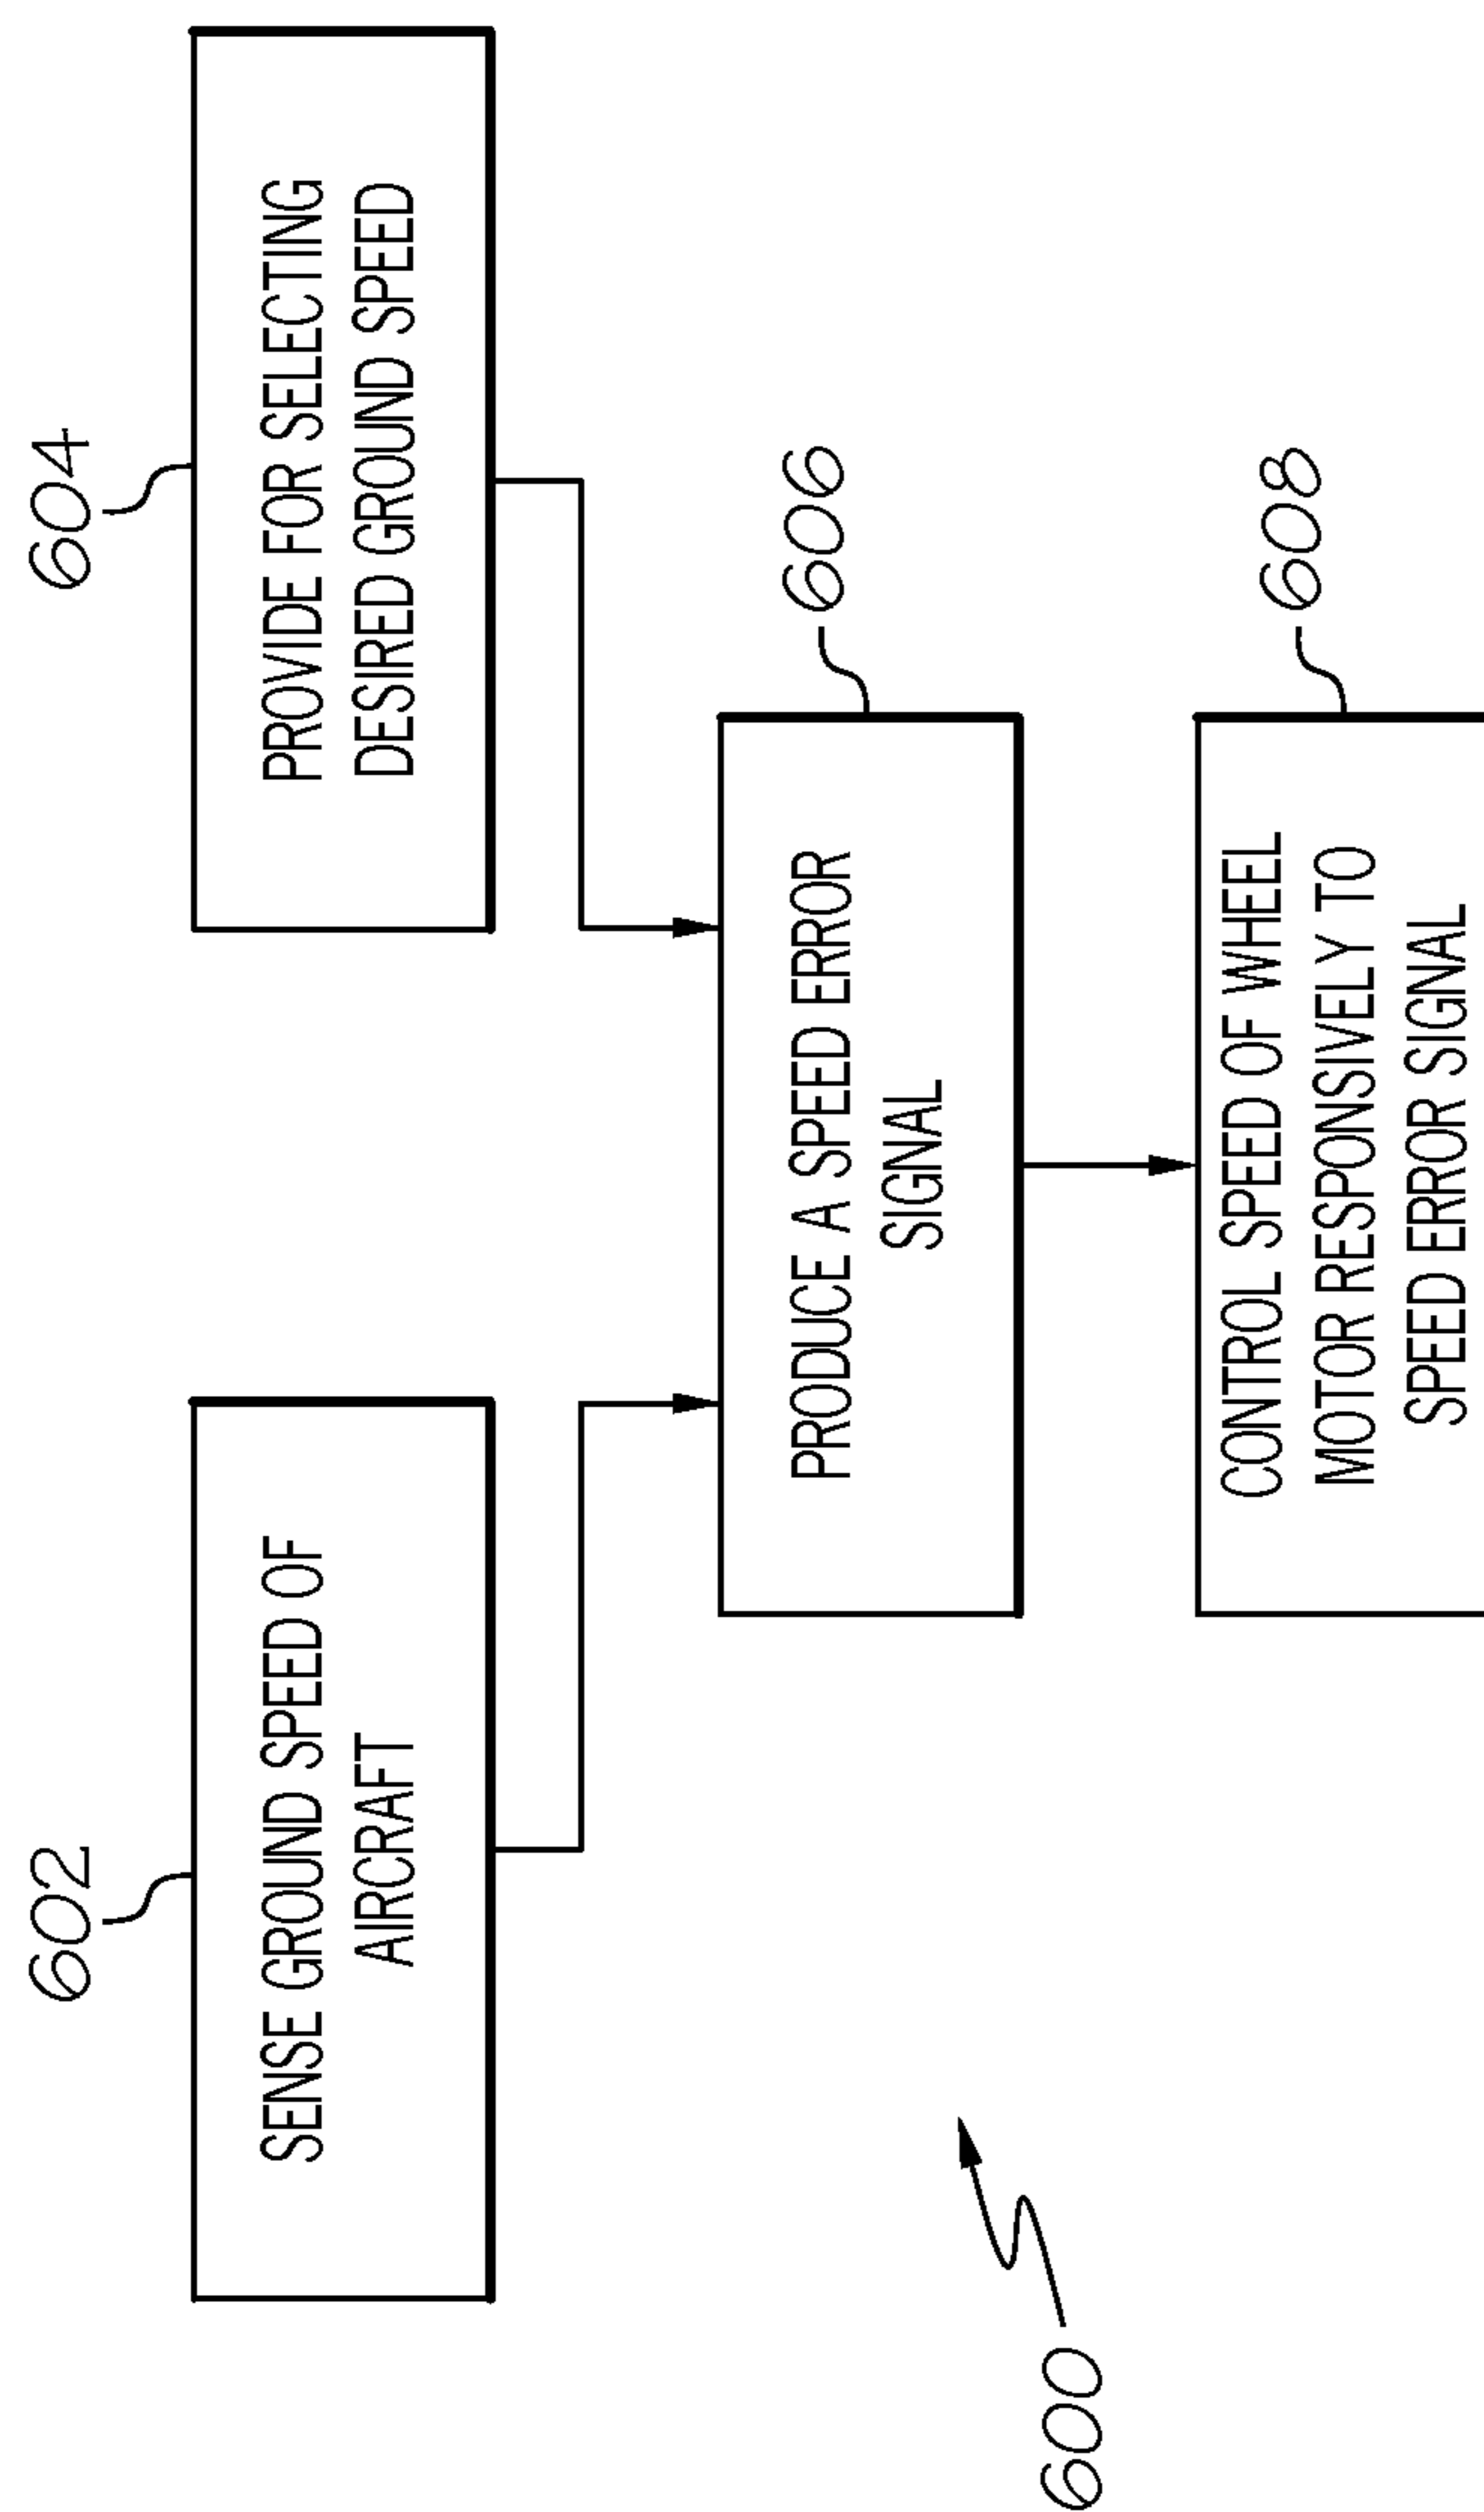 602
SENSE GROUND SPEED OF
AIRCRAFT
604
PROVIDE FOR SELECTING
DESIRED GROUND SPEED
606
PRODUCE A SPEED ERROR
SIGNAL
600
608
CONTROL SPEED OF WHEEL
MOTOR RESPONSIVELY TO
SPEED ERROR SIGNAL